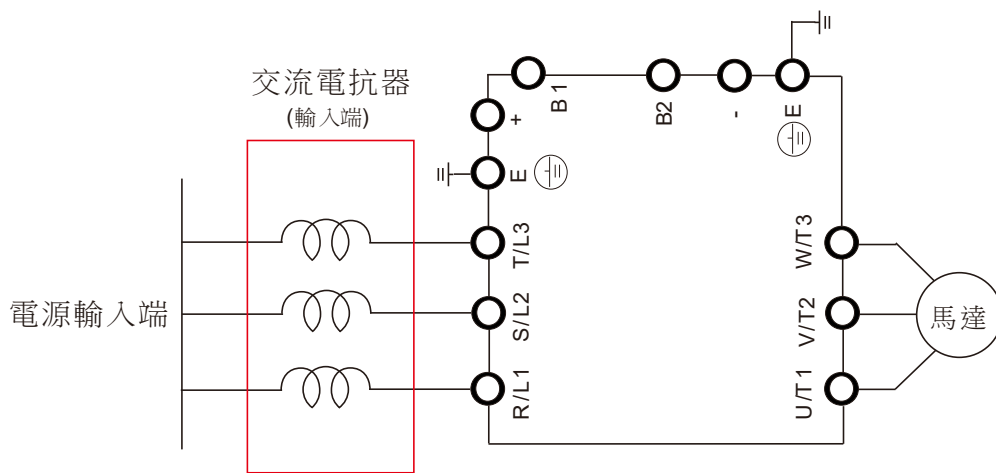 交流電抗器
(輸入端)
電源輸入端
+
B1
B2
-
E
E
T/L3
S/L2
R/L1
W/T3
V/T2
U/T1
馬達